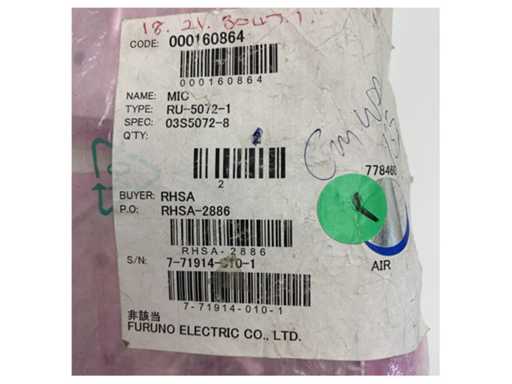 CODE: 000160864
000160864
NAME: MIC
TYPE: RU-5072-1
SPEC: 03S5072-8
Q'TY:
2
778460
BUYER: RHSA
P.O: RHSA-2886
RHSA-2886
AIR
S/N: 7-71914-010-1
7-71914-010-1
非該当
FURUNO ELECTRIC CO., LTD.